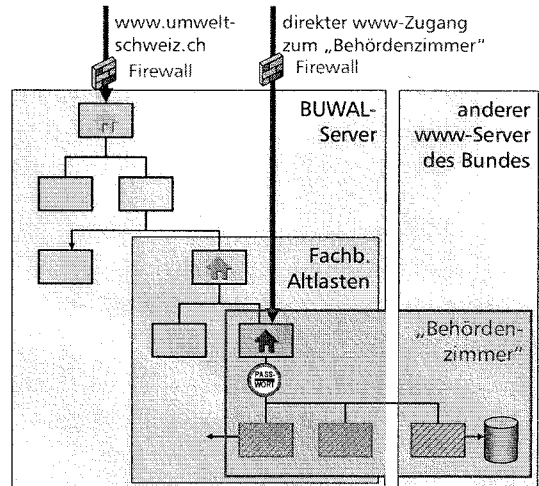 www.umwelt-
schweiz.ch
Firewall
direkter www-Zugang
zum „Behördenzimmer“
Firewall
BUWAL-
Server
anderer
www-Server
des Bundes
Fachb.
Altlasten
„Behörden-
zimmer“
PASS-
WORT